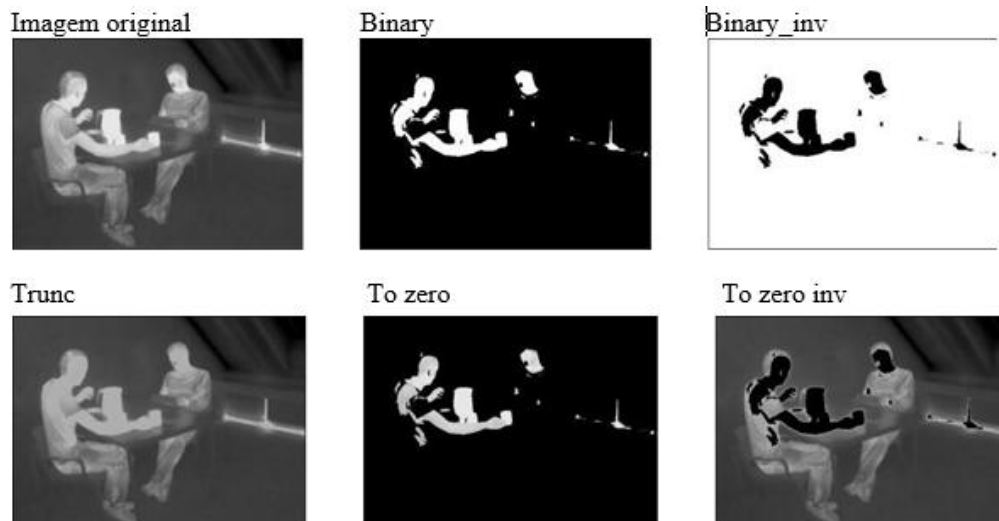 Imagem original
Binary
Binary_inv
Trunc
To zero
To zero inv